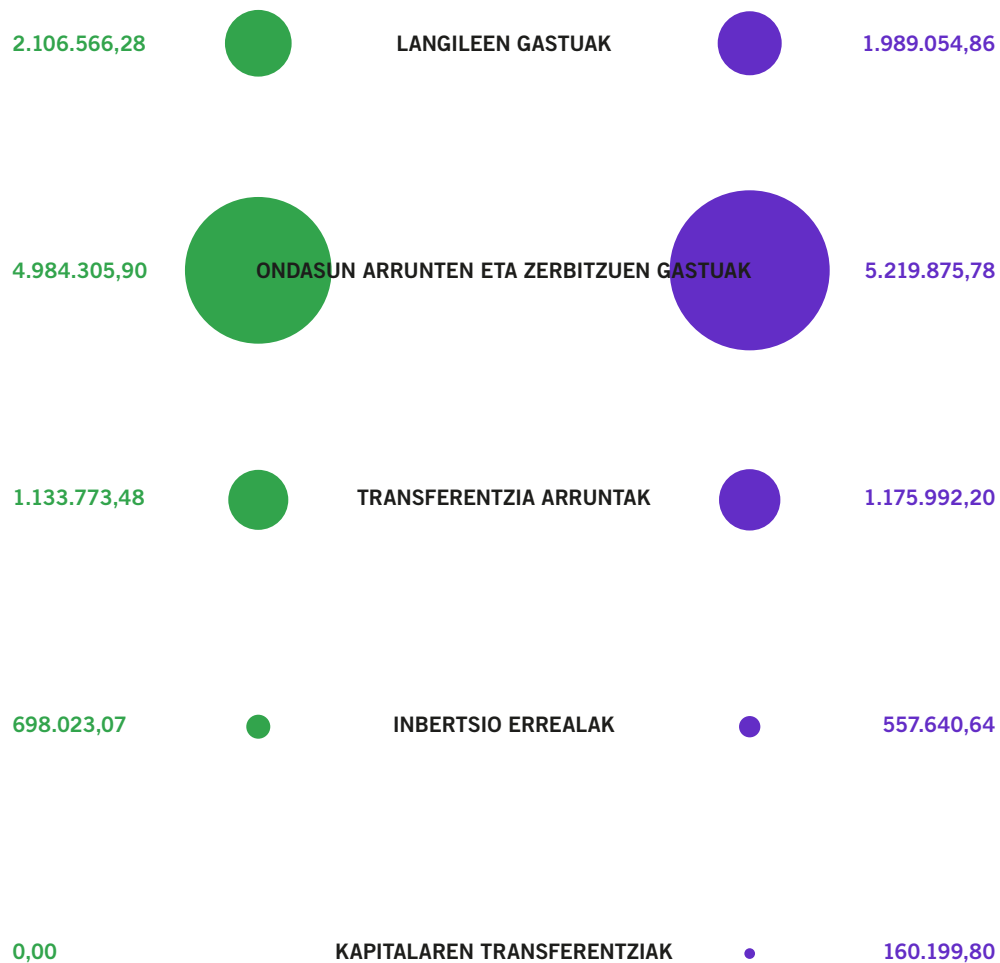 2.106.566,28 LANGILEEN GASTUAK 1.989.054,86
4.984.305,90 ONDASUN ARRUNTEN ETA ZERBITZUEN GASTUAK 5.219.875,78
1.133.773,48 TRANSFERENTZIA ARRUNTAK 1.175.992,20
698.023,07 INBERTSIO ERREALAK 557.640,64
0,00 KAPITALAREN TRANSFERENTZIAK 160.199,80